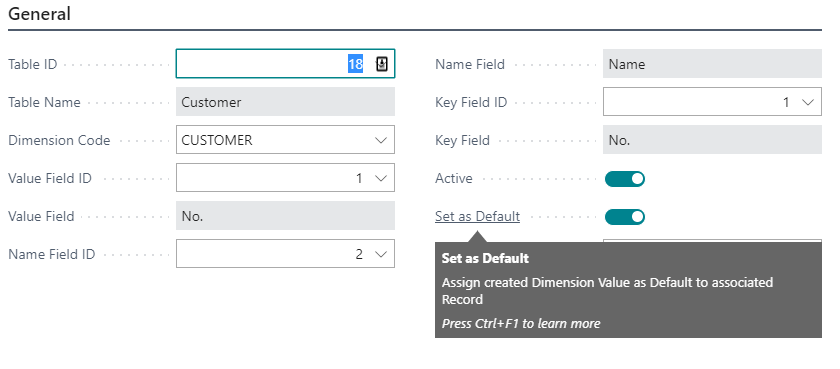 General
Table ID 18
Table Name Customer
Dimension Code CUSTOMER
Value Field ID 1
Value Field No.
Name Field ID 2
Name Field Name
Key Field ID 1
Key Field No.
Active
Set as Default
Set as Default
Assign created Dimension Value as Default to associated
Record
Press Ctrl+F1 to learn more